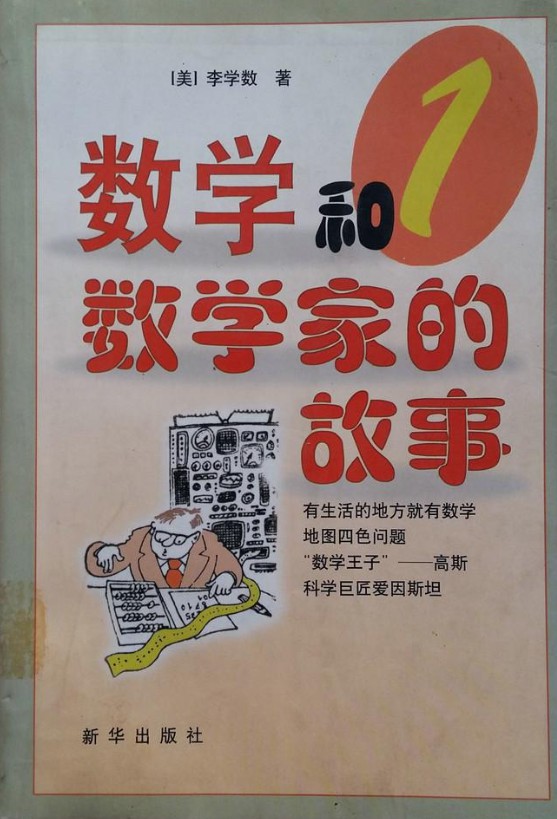 [美] 李学数 著
1
数学和
数学家的
故事
有生活的地方就有数学
地图四色问题
“数学王子”——高斯
科学巨匠爱因斯坦
新华出版社